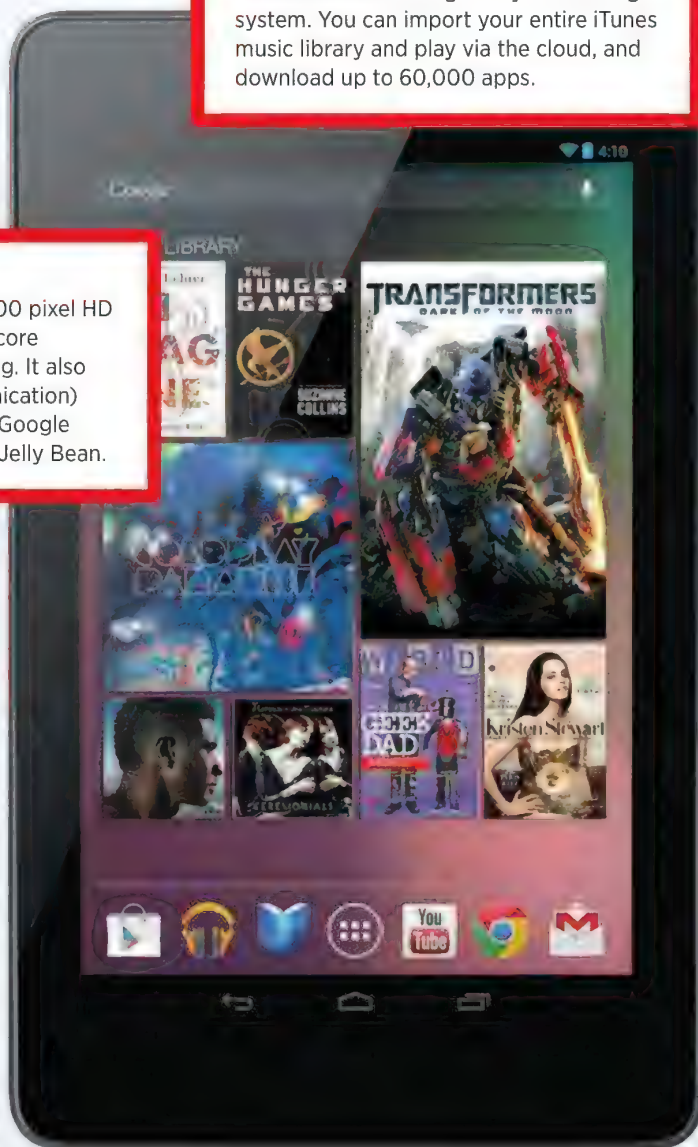 system. You can import your entire iTunes
music library and play via the cloud, and
download up to 60,000 apps.
4:10
Google
LIBRARY
00 pixel HD
core
g. It also
ication)
Google
Jelly Bean.
THE
HUNGER
GAMES
SUZANNE
COLLINS
TRANSFORMERS
DARK OF THE MOON
COLDPLAY
GEEK
DAD
Kristen Stewart
CEREMONIALS
You
Tube